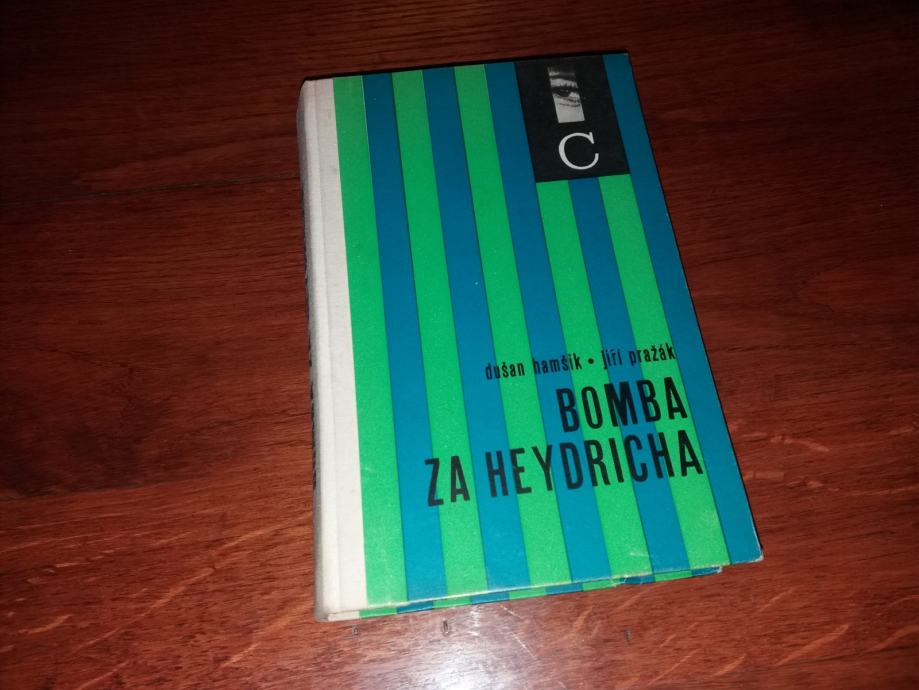 C
dušan hamšik • jiří pražák
BOMBA
ZA HEYDRICHA